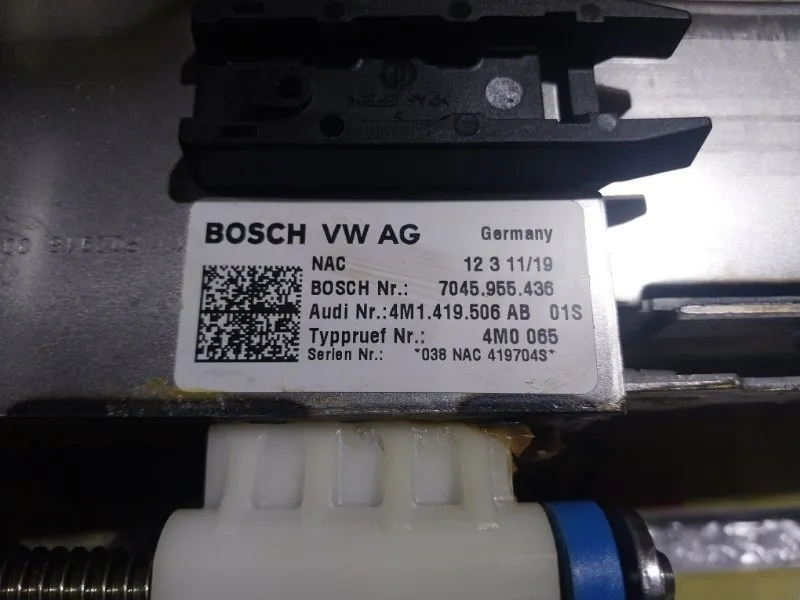 BOSCH VW AG Germany
NAC 12 3 11/19
BOSCH Nr.: 7045.955.436
Audi Nr.:4M1.419.506 AB 01S
Typpruef Nr.: 4M0 065
Serien Nr.: *038 NAC 419704S*